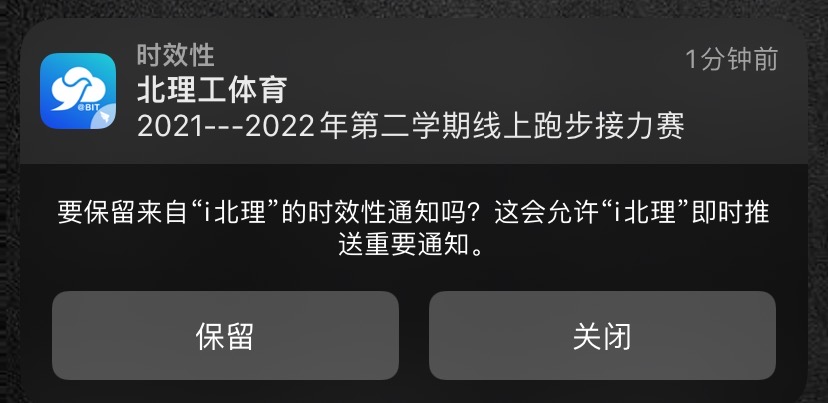 时效性
1分钟前
北理工体育
@BIT
2021---2022年第二学期线上跑步接力赛
要保留来自“i北理”的时效性通知吗？这会允许“i北理”即时推
送重要通知。
保留
关闭